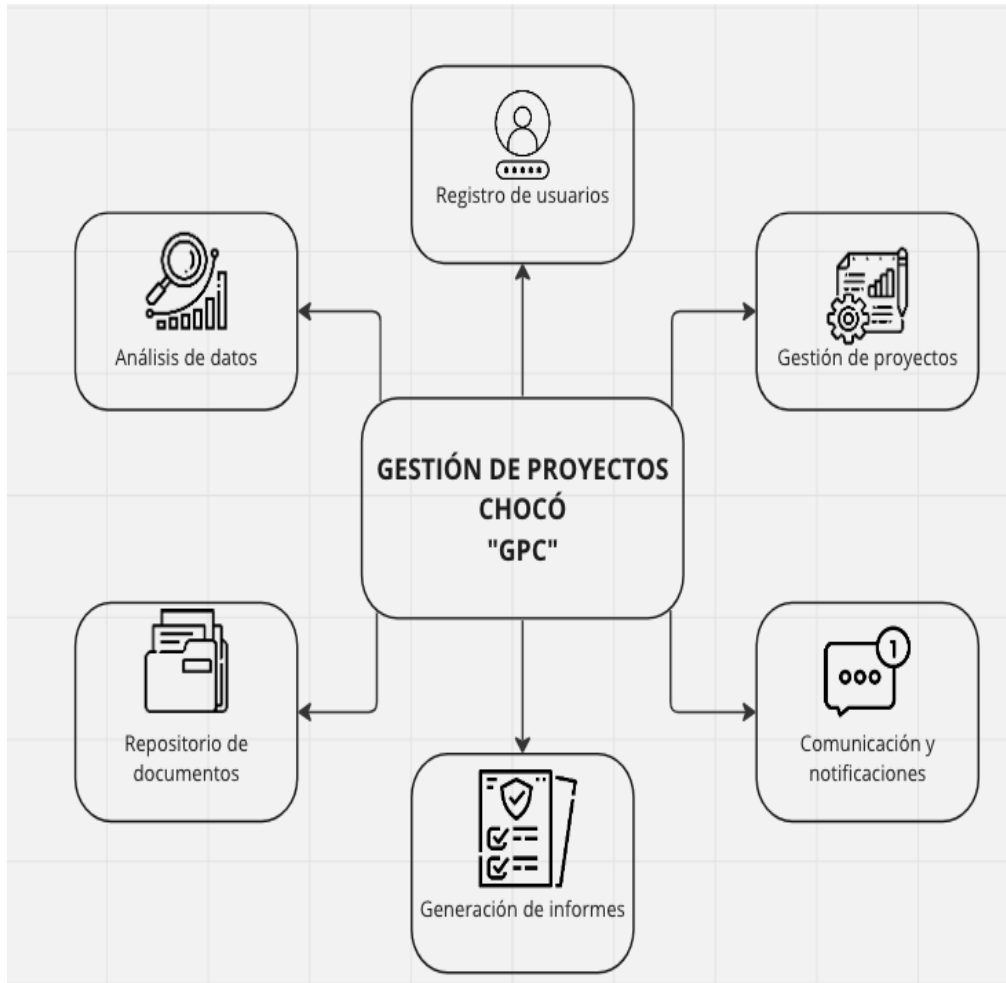 Registro de usuarios
Análisis de datos
Gestión de proyectos
GESTIÓN DE PROYECTOS
CHOCÓ
"GPC"
Repositorio de
documentos
1
Comunicación y
notificaciones
Generación de informes